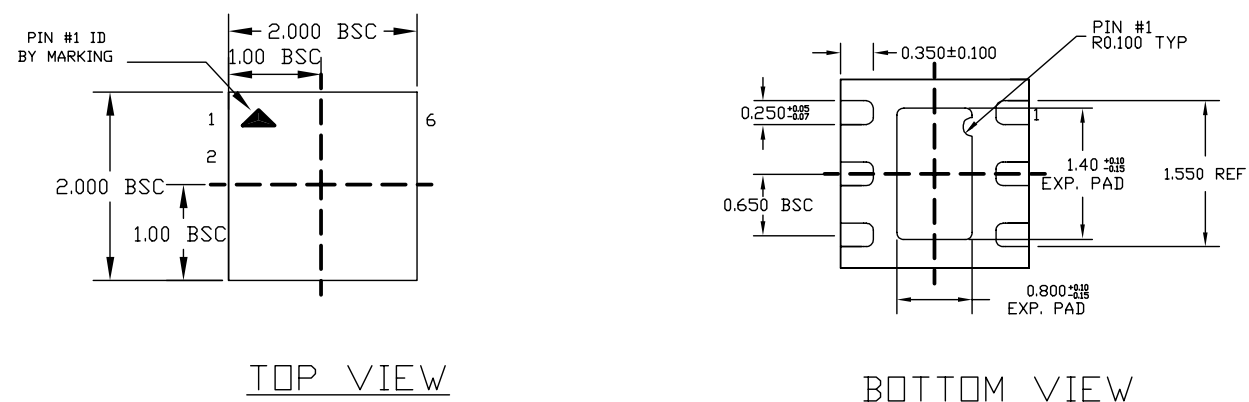 PIN #1 ID
BY MARKING
2.000 BSC
1.00 BSC
1
6
2
2.000 BSC
1.00 BSC
TOP VIEW
PIN #1
R0.100 TYP
0.350±0.100
0.250 +0.05 -0.07
1
1.40 +0.10 -0.15
EXP. PAD
1.550 REF
0.650 BSC
0.800 +0.10 -0.15
EXP. PAD
BOTTOM VIEW